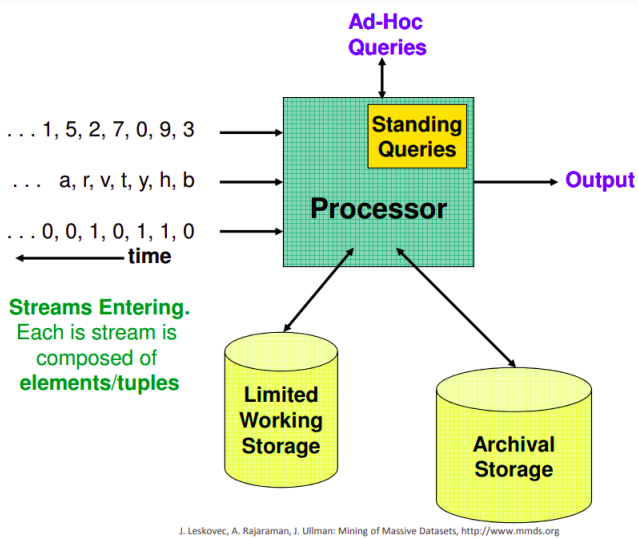 Ad-Hoc
Queries
. . . 1, 5, 2, 7, 0, 9, 3
Standing
Queries
. . . a, r, v, t, y, h, b
Output
Processor
. . . 0, 0, 1, 0, 1, 1, 0
time
Streams Entering.
Each is stream is
composed of
elements/tuples
Limited
Working
Storage
Archival
Storage
J. Leskovec, A. Rajaraman, J. Ullman: Mining of Massive Datasets, http://www.mmds.org